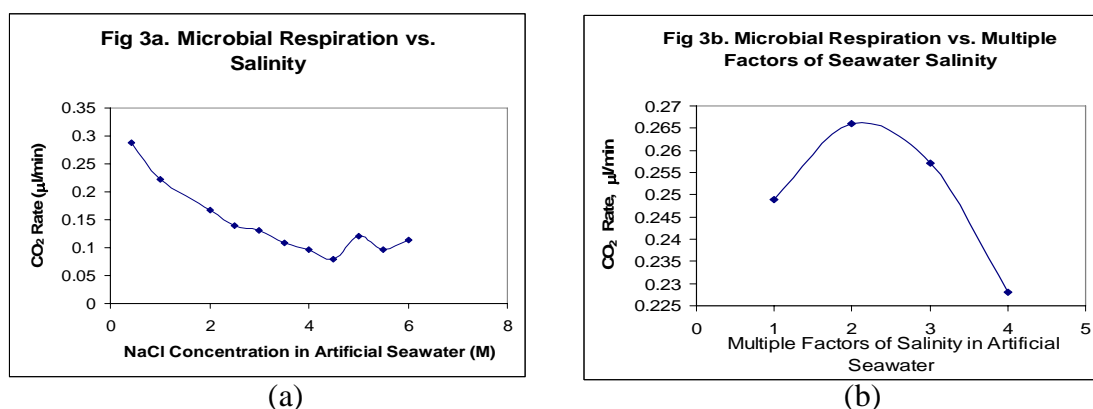 Fig 3a. Microbial Respiration vs.
Salinity
0.35
0.3
0.25
0.2
0.15
0.1
0.05
0
CO₂ Rate (µl/min)
0 2 4 6 8
NaCl Concentration in Artificial Seawater (M)
(a)
Fig 3b. Microbial Respiration vs. Multiple
Factors of Seawater Salinity
0.27
0.265
0.26
0.255
0.25
0.245
0.24
0.235
0.23
0.225
CO₂ Rate, µl/min
0 1 2 3 4 5
Multiple Factors of Salinity in Artificial
Seawater
(b)